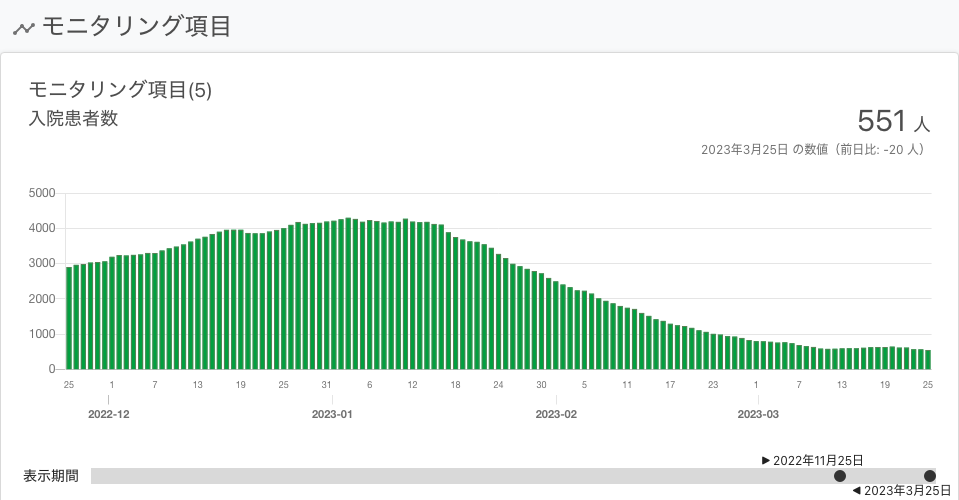 モニタリング項目
モニタリング項目(5)
入院患者数
551 人
2023年3月25日 の数値（前日比: -20 人）
5000
4000
3000
2000
1000
0
25 1 7 13 19 25 31 6 12 18 24 30 5 11 17 23 1 7 13 19 25
2022-12 2023-01 2023-02 2023-03
▶ 2022年11月25日
表示期間
◀ 2023年3月25日